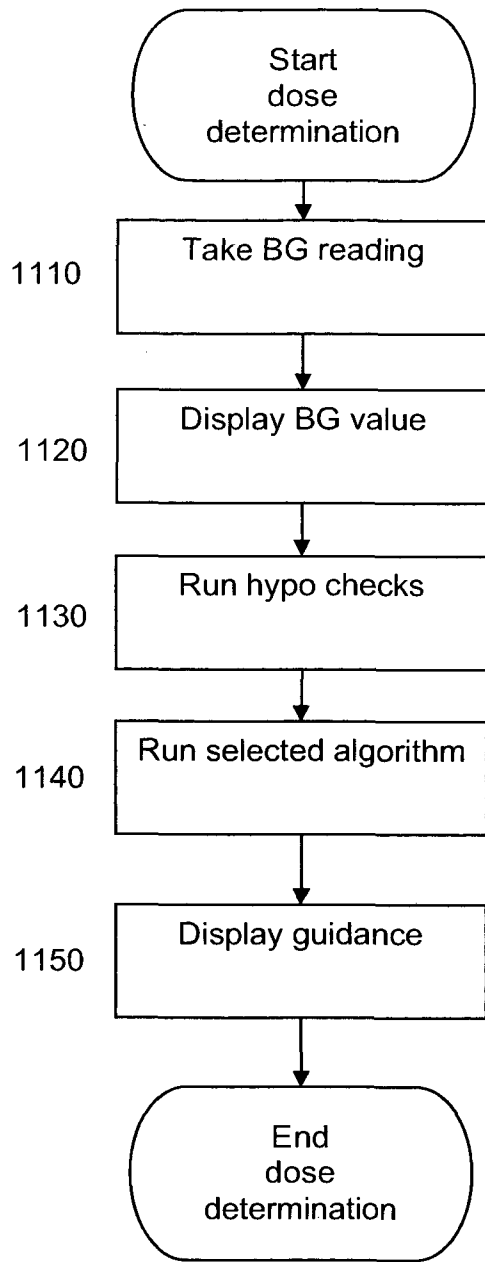 Start
dose
determination
1110
Take BG reading
1120
Display BG value
1130
Run hypo checks
1140
Run selected algorithm
1150
Display guidance
End
dose
determination